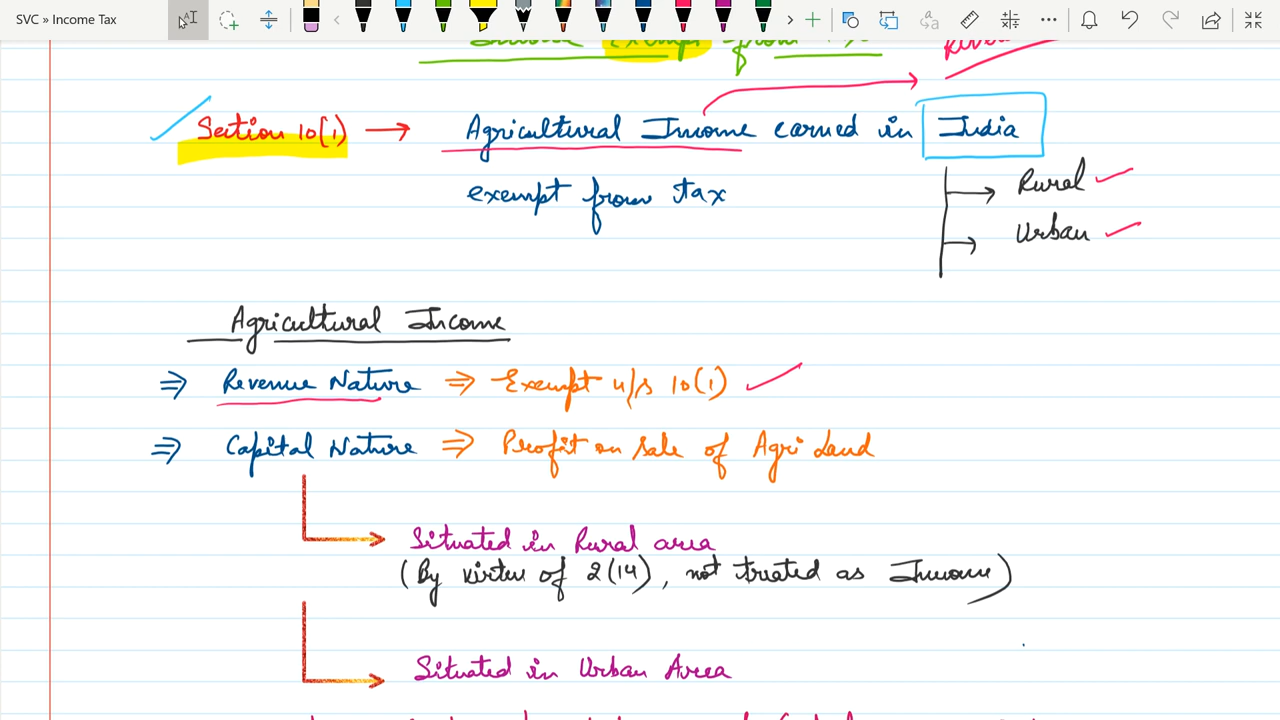 SVC » Income Tax
Exempt from
Section 10(1) → Agricultural Income earned in India
exempt from tax
→ Rural
→ Urban
Agricultural Income
⇒ Revenue Nature ⇒ Exempt u/s 10(1)
⇒ Capital Nature ⇒ Profit on sale of Agri Land
Situated in Rural area
(By virtue of 2(14), not treated as Income)
Situated in Urban Area